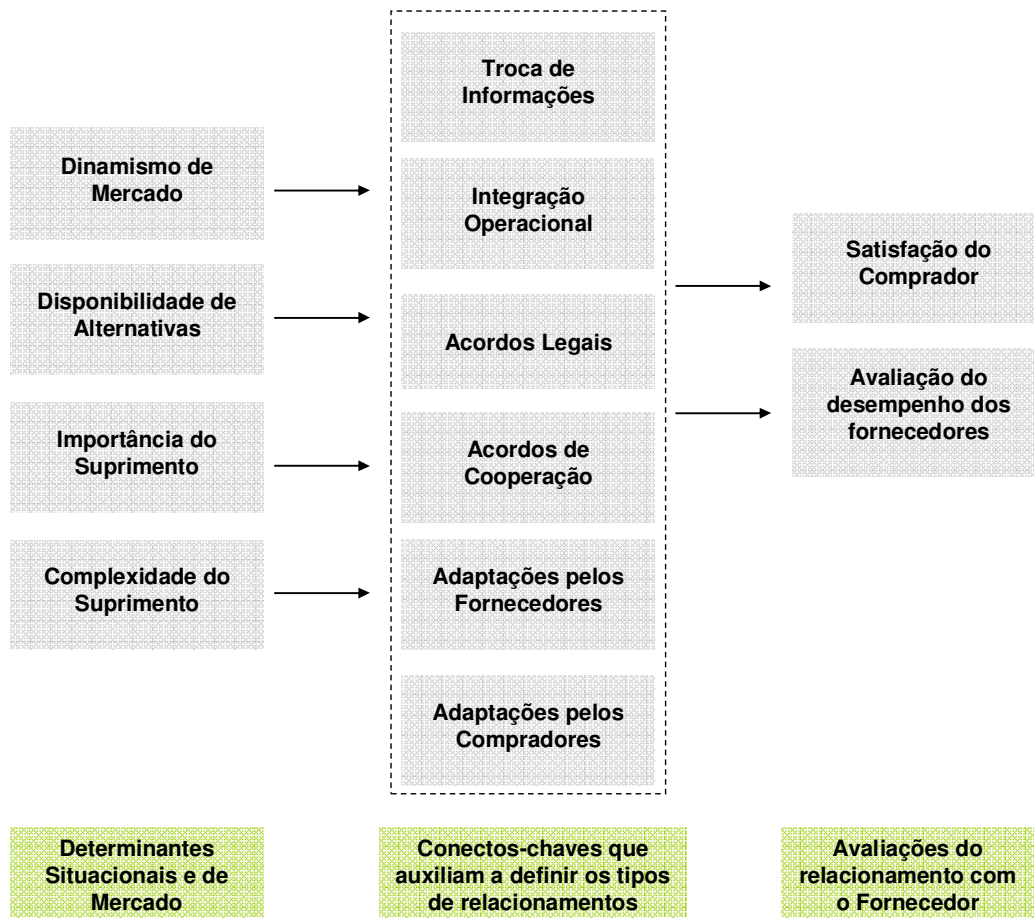 Dinamismo de
Mercado
Disponibilidade de
Alternativas
Importância do
Suprimento
Complexidade do
Suprimento
Troca de
Informações
Integração
Operacional
Acordos Legais
Acordos de
Cooperação
Adaptações pelos
Fornecedores
Adaptações pelos
Compradores
Satisfação do
Comprador
Avaliação do
desempenho dos
fornecedores
Determinantes
Situacionais e de
Mercado
Conectos-chaves que
auxiliam a definir os tipos
de relacionamentos
Avaliações do
relacionamento com
o Fornecedor